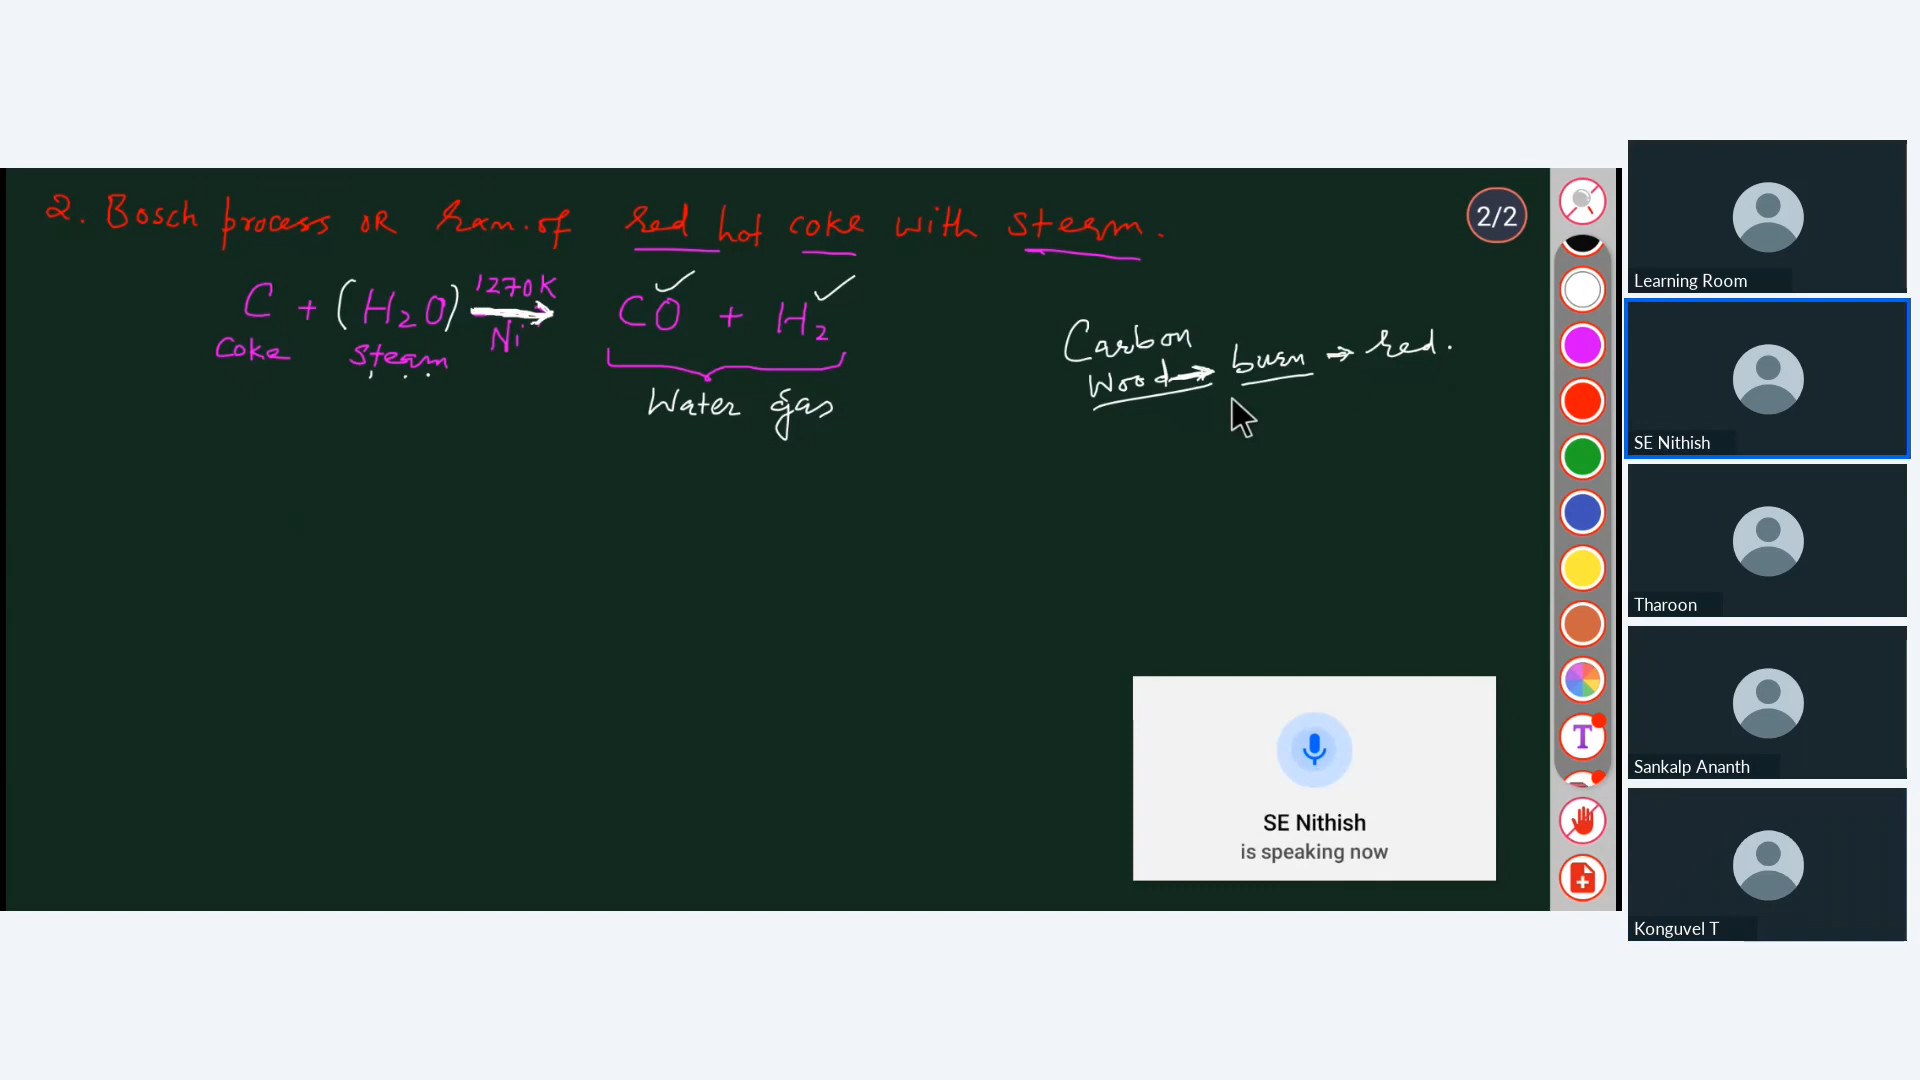 2. Bosch process OR rxn. of red hot coke with steam.
2/2
C + (H2O) 1270K Ni → CO + H2
Coke steam
Water gas
Carbon
Wood → burn → red.
T
SE Nithish
is speaking now
Learning Room
SE Nithish
Tharoon
Sankalp Ananth
Konguvel T